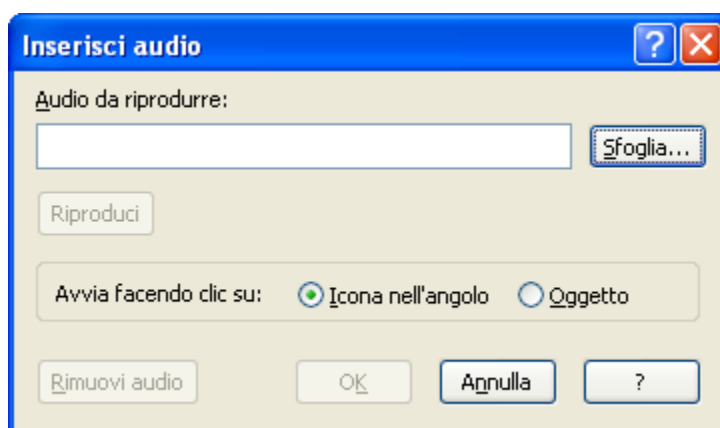 Inserisci audio
Audio da riprodurre:
Sfoglia...
Riproduci
Avvia facendo clic su: Icona nell'angolo Oggetto
Rimuovi audio OK Annulla ?